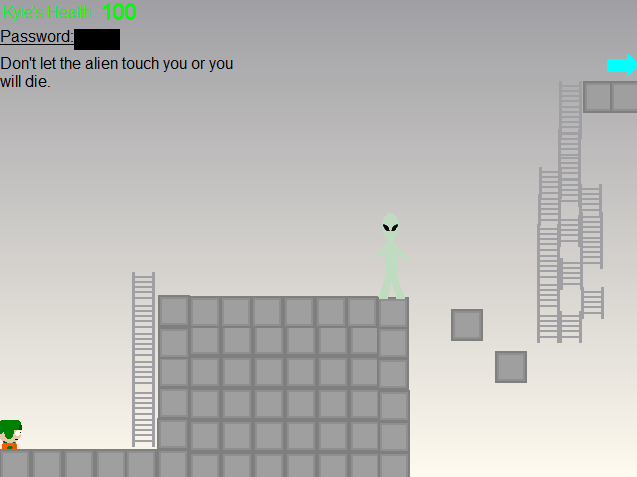 Kyle's Health 100
Password:
Don't let the alien touch you or you
will die.